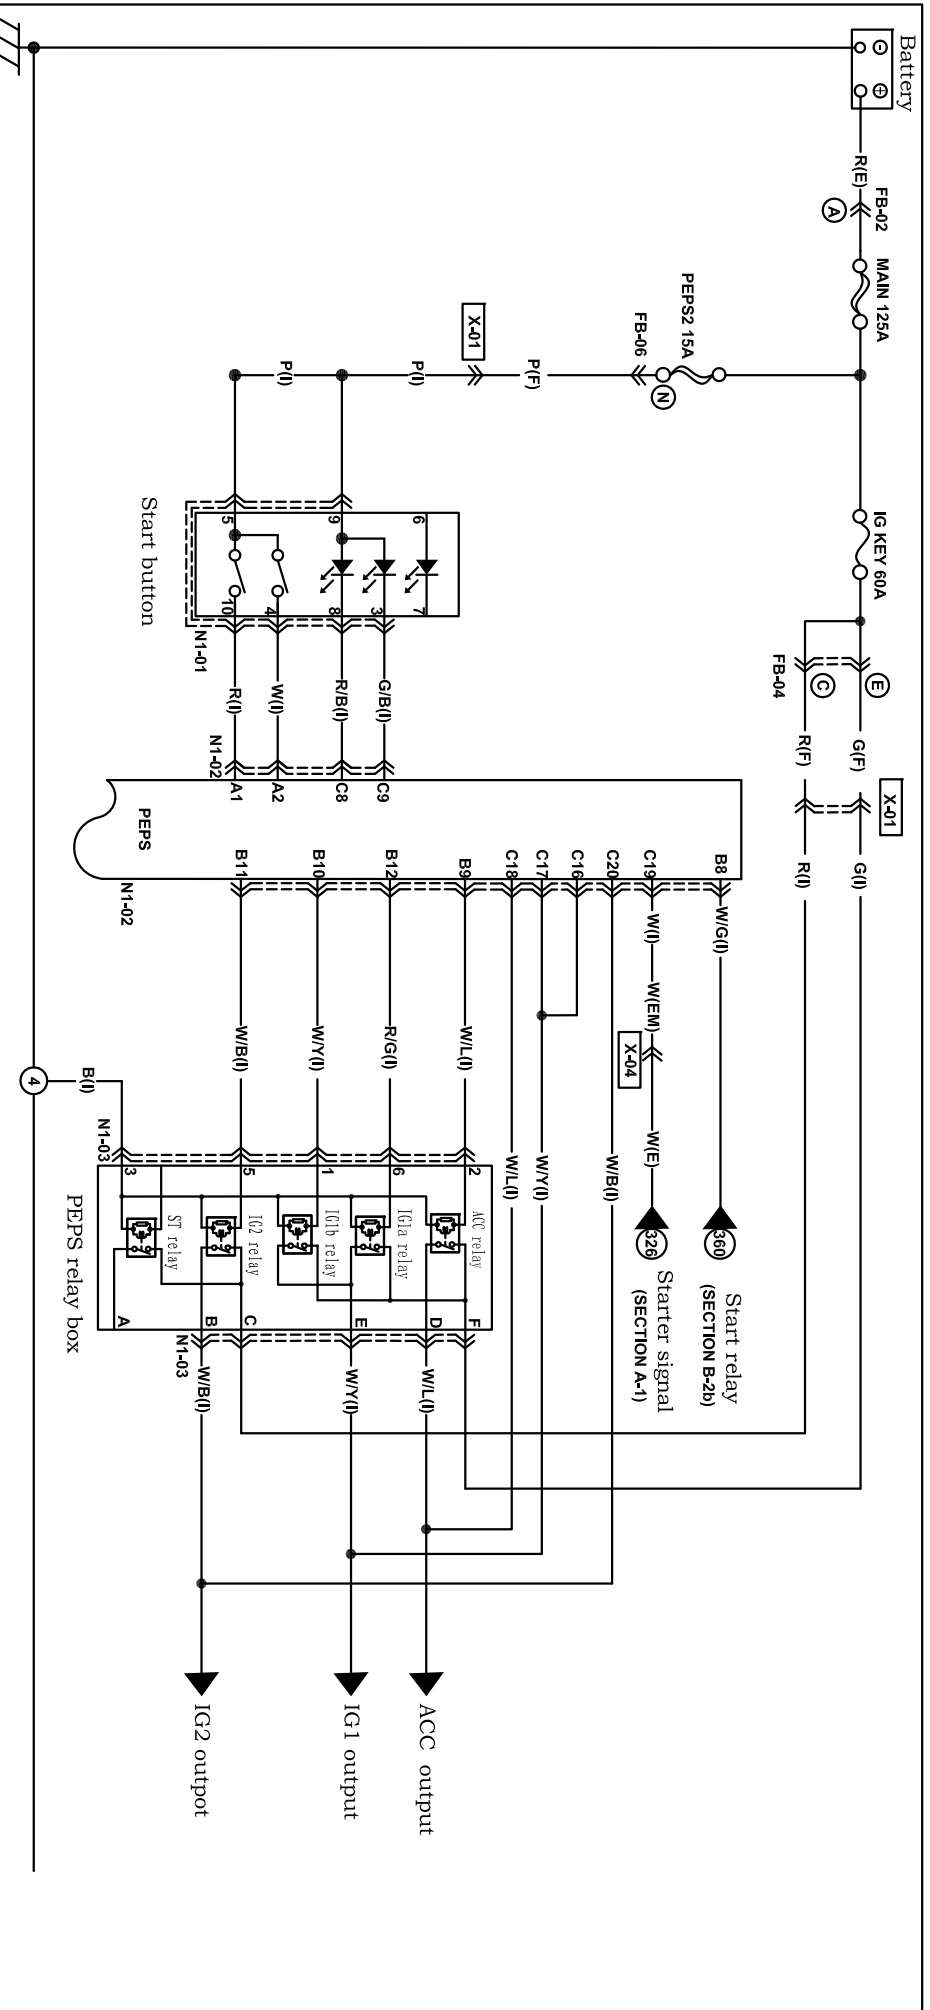 Battery
-
+
R(E)
FB-02
A
MAIN 125A
PEPS2 15A
N
FB-06
P(F)
X-01
P(I)
P(I)
IG KEY 60A
E
C
FB-04
G(F)
R(F)
X-01
G(I)
R(I)
Start button
6
9
5
7
3
8
4
10
N1-01
G/B(I)
R/B(I)
W(I)
R(I)
N1-02
C9
C8
A2
A1
PEPS
B8
C19
C20
C16
C17
C18
B9
B12
B10
B11
N1-02
W/G(I)
W(I)
W(EM)
X-04
W(E)
360
326
Start relay
(SECTION B-2b)
Starter signal
(SECTION A-1)
W/B(I)
W/Y(I)
W/L(I)
W/L(I)
R/G(I)
W/Y(I)
W/B(I)
B(I)
4
N1-03
2
6
1
5
3
ACC relay
IG1a relay
IG1b relay
IG2 relay
ST relay
F
D
E
C
B
A
PEPS relay box
N1-03
W/L(I)
W/Y(I)
W/B(I)
ACC output
IG1 output
IG2 outpot